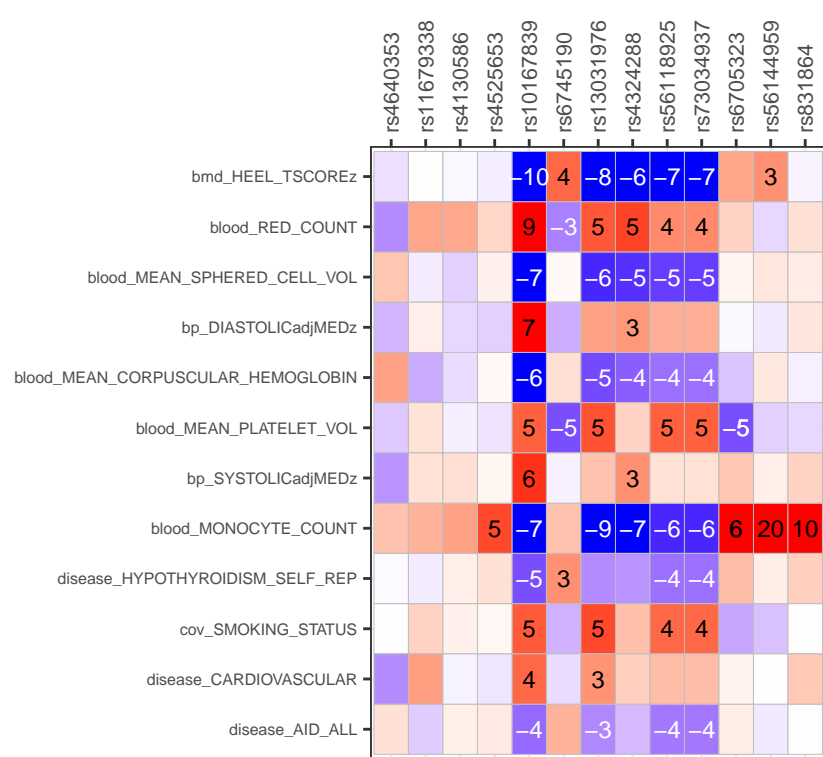 rs4640353 rs11679338 rs4130586 rs4525653 rs10167839 rs6745190 rs13031976 rs4324288 rs56118925 rs73034937 rs6705323 rs56144959 rs831864
bmd_HEEL_TSCOREz −10 4 −8 −6 −7 −7 3
blood_RED_COUNT 9 −3 5 5 4 4
blood_MEAN_SPHERED_CELL_VOL −7 −6 −5 −5 −5
bp_DIASTOLICadjMEDz 7 3
blood_MEAN_CORPUSCULAR_HEMOGLOBIN −6 −5 −4 −4 −4
blood_MEAN_PLATELET_VOL 5 −5 5 5 5 −5
bp_SYSTOLICadjMEDz 6 3
blood_MONOCYTE_COUNT 5 −7 −9 −7 −6 −6 6 20 10
disease_HYPOTHYROIDISM_SELF_REP −5 3 −4 −4
cov_SMOKING_STATUS 5 5 4 4
disease_CARDIOVASCULAR 4 3
disease_AID_ALL −4 −3 −4 −4